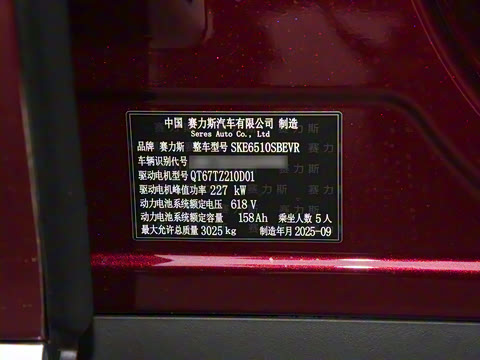 中国 赛力斯汽车有限公司 制造
Seres Auto Co., Ltd
品牌 赛力斯 整车型号 SKE6510SBEVR
车辆识别代号
驱动电机型号 QT67TZ210D01
驱动电机峰值功率 227 kW
动力电池系统额定电压 618 V
动力电池系统额定容量 158Ah 乘坐人数 5人
最大允许总质量 3025 kg 制造年月 2025-09